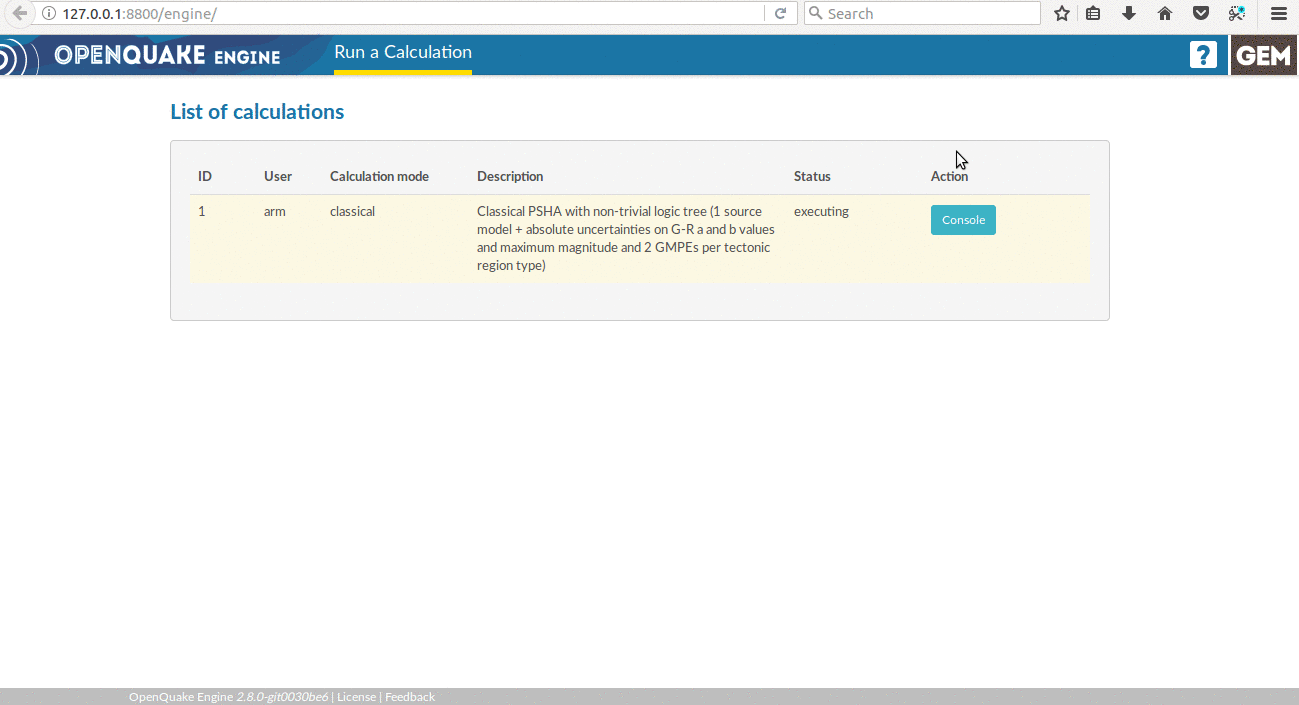 127.0.0.1:8800/engine/ Search
OPENQUAKE ENGINE Run a Calculation ? GEM
List of calculations
ID User Calculation mode Description Status Action
1 arm classical Classical PSHA with non-trivial logic tree (1 source executing Console
model + absolute uncertainties on G-R a and b values
and maximum magnitude and 2 GMPEs per tectonic
region type)
OpenQuake Engine 2.8.0-git0030be6 | License | Feedback